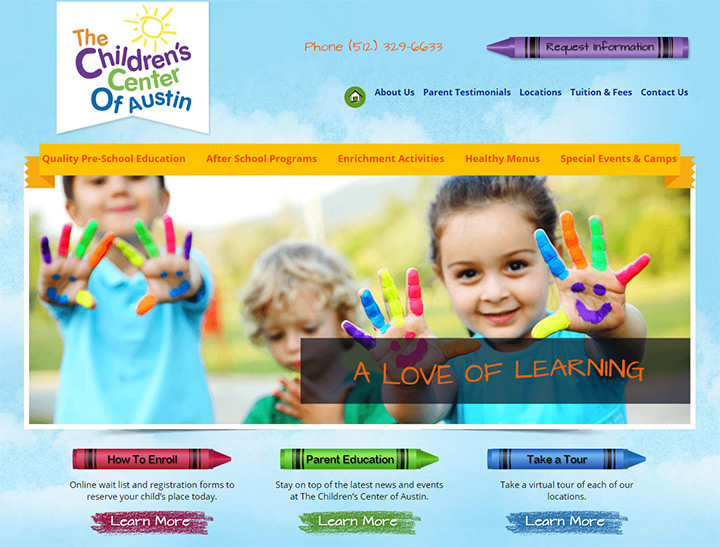 The
Children's
Center
Of Austin
Phone (512) 329-6633
Request Information
About Us Parent Testimonials Locations Tuition & Fees Contact Us
Quality Pre-School Education After School Programs Enrichment Activities Healthy Menus Special Events & Camps
A LOVE OF LEARNING
How To Enroll
Online wait list and registration forms to
reserve your child's place today.
Learn More
Parent Education
Stay on top of the latest news and events
at The Children's Center of Austin.
Learn More
Take a Tour
Take a virtual tour of each of our
locations.
Learn More